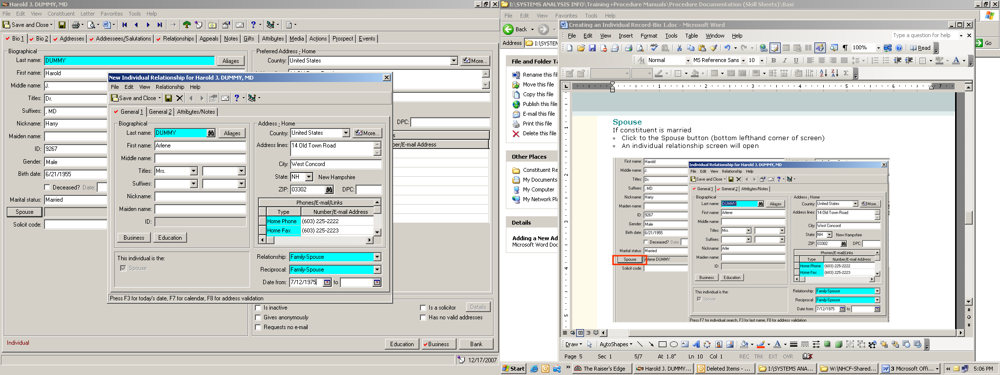 Harold J. DUMMY, MD
File Edit View Constituent Letter Favorites Tools Help
Save and Close
Bio 1 Bio 2 Addresses Addressees/Salutations Relationships Appeals Notes Gifts Attributes Media Actions Prospect Events
Biographical
Last name: DUMMY Aliases
First name: Harold
Middle name: J.
Titles: Dr.
Suffixes: , MD
Nickname: Harry
Maiden name:
ID: 9267
Gender: Male
Birth date: 6/21/1955
Deceased? Date:
Marital status: Married
Spouse
Solicit code:
Preferred Address - Home
Country: United States More...
DPC:
ber/E-mail Address
Is inactive
Gives anonymously
Requests no e-mail
Is a solicitor Details
Has no valid addresses
Individual
Education Business Bank
12/17/2007
New Individual Relationship for Harold J. DUMMY, MD
File Edit View Relationship Help
Save and Close
General 1 General 2 Attributes/Notes
Biographical
Last name: DUMMY Aliases
First name: Arlene
Middle name:
Titles: Mrs.
Suffixes:
Nickname:
Maiden name:
ID:
Business Education
This individual is the:
Spouse
Address - Home
Country: United States More...
Address lines: 14 Old Town Road
City: West Concord
State: NH New Hampshire
ZIP: 03302 DPC:
Phones/E-mail/Links
Type Number/E-mail Address
Home Phone (603) 225-2222
Home Fax (603) 225-2223
Relationship: Family-Spouse
Reciprocal: Family-Spouse
Date from: 7/12/1975 to
Press F3 for today's date, F7 for calendar, F8 for address validation
I:\SYSTEMS ANALYSIS INFO\Training+Procedure Manuals\Procedure Documentation (Skill Sheets)\Basi
File Edit View Favorites Tools Help
Back
Address I:\SYSTEM
Go
File and Folder Ta
Rename this fil
Move this file
Copy this file
Publish this file
E-mail this file
Print this file
Delete this file
Other Places
Constituent Re
My Documents
My Computer
My Network Pla
Details
Adding a New Ad
Microsoft Word Doc
Creating an Individual Record-Bio 1.doc - Microsoft Word
File Edit View Insert Format Tools Table Window Help
Type a question for help
100% Read
Normal MS Reference Sans 10 B I U
1 2 3 4 5 6 7
1
2
3
4
5
Spouse
If constituent is married
• Click to the Spouse button (bottom lefthand corner of screen)
• An individual relationship screen will open
First name: Harold
Middle name: J.
Titles: Dr.
Suffixes: , MD
Nickname: Harry
Maiden name:
ID: 9267
Gender: Male
Birth date: 6/21/1955
Deceased? Date:
Marital status: Married
Spouse Arlene DUMMY
Solicit code:
Individual Relationship for Harold J. DUMMY, MD
File Edit View Relationship Help
Save and Close
General 1 General 2 Attributes/Notes
Biographical
Last name: DUMMY Aliases
First name: Arlene
Middle name:
Titles: Mrs.
Suffixes:
Nickname: Arlie
Maiden name:
ID:
Business Education
This individual is the:
Spouse
Address - Home
Country: United States More...
Address lines: 14 Old Town Road
City: West Concord
State: NH New Hampshire
ZIP: 03302 DPC:
Phones/E-mail/Links
Type Number/E-mail Address
Home Phone (603) 225-2222
Home Fax (603) 225-2223
Relationship: Family-Spouse
Reciprocal: Family-Spouse
Date from: 7/12/1975 to
Press F7 for individual search, F3 for last name, F8 for address validation
Draw AutoShapes
Page 5 Sec 1 5/7 At 1.8" Ln 10 Col 1 REC TRK EXT OVR
Start The Raiser's Edge Harold J. DUMMY... Deleted Items - ... I:\SYSTEMS ANA... W:\NHCF-Shared... 3 Microsoft Offi... 5:06 PM